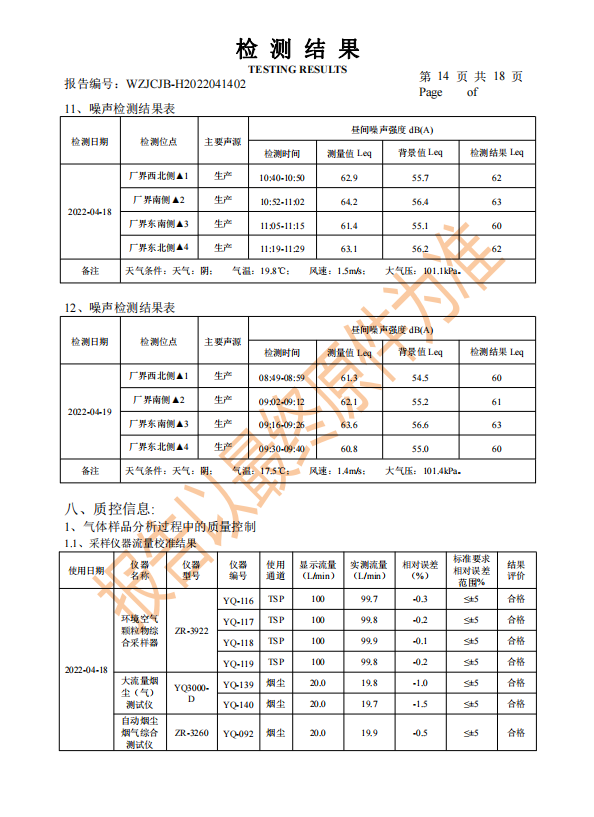 检 测 结 果
TESTING RESULTS
报告编号：WZJCJB-H2022041402
第 14 页 共 18 页
Page of
11、噪声检测结果表
检测日期 检测位点 主要声源 昼间噪声强度 dB(A)
检测时间 测量值 Leq 背景值 Leq 检测结果 Leq
2022-04-18
厂界西北侧▲1 生产 10:40-10:50 62.9 55.7 62
厂界南侧▲2 生产 10:52-11:02 64.2 56.4 63
厂界东南侧▲3 生产 11:05-11:15 61.4 55.1 60
厂界东北侧▲4 生产 11:19-11:29 63.1 56.2 62
备注 天气条件：天气：阴； 气温：19.8℃； 风速：1.5m/s； 大气压：101.1kPa。
12、噪声检测结果表
检测日期 检测位点 主要声源 昼间噪声强度 dB(A)
检测时间 测量值 Leq 背景值 Leq 检测结果 Leq
2022-04-19
厂界西北侧▲1 生产 08:49-08:59 61.3 54.5 60
厂界南侧▲2 生产 09:02-09:12 62.1 55.2 61
厂界东南侧▲3 生产 09:16-09:26 63.6 56.6 63
厂界东北侧▲4 生产 09:30-09:40 60.8 55.0 60
备注 天气条件：天气：阴； 气温：17.5℃； 风速：1.4m/s； 大气压：101.4kPa。
八、质控信息:
1、气体样品分析过程中的质量控制
1.1、采样仪器流量校准结果
使用日期 仪器名称 仪器型号 仪器编号 使用通道 显示流量（L/min） 实测流量（L/min） 相对误差（%） 标准要求相对误差范围% 结果评价
2022-04-18
环境空气颗粒物综合采样器 ZR-3922
YQ-116 TSP 100 99.7 -0.3 ≤±5 合格
YQ-117 TSP 100 99.8 -0.2 ≤±5 合格
YQ-118 TSP 100 99.9 -0.1 ≤±5 合格
YQ-119 TSP 100 99.8 -0.2 ≤±5 合格
大流量烟尘（气）测试仪 YQ3000-D
YQ-139 烟尘 20.0 19.8 -1.0 ≤±5 合格
YQ-140 烟尘 20.0 19.7 -1.5 ≤±5 合格
自动烟尘烟气综合测试仪 ZR-3260 YQ-092 烟尘 20.0 19.9 -0.5 ≤±5 合格
报告以最终原件为准